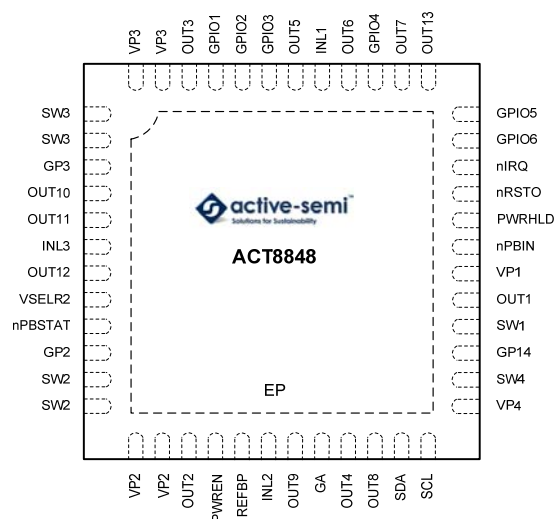 VP3
VP3
OUT3
GPIO1
GPIO2
GPIO3
OUT5
INL1
OUT6
GPIO4
OUT7
OUT13
SW3
SW3
GP3
OUT10
OUT11
INL3
OUT12
VSELR2
nPBSTAT
GP2
SW2
SW2
active-semi™
Solutions for Sustainability
ACT8848
EP
GPIO5
GPIO6
nIRQ
nRSTO
PWRHLD
nPBIN
VP1
OUT1
SW1
GP14
SW4
VP4
VP2
VP2
OUT2
PWREN
REFBP
INL2
OUT9
GA
OUT4
OUT8
SDA
SCL